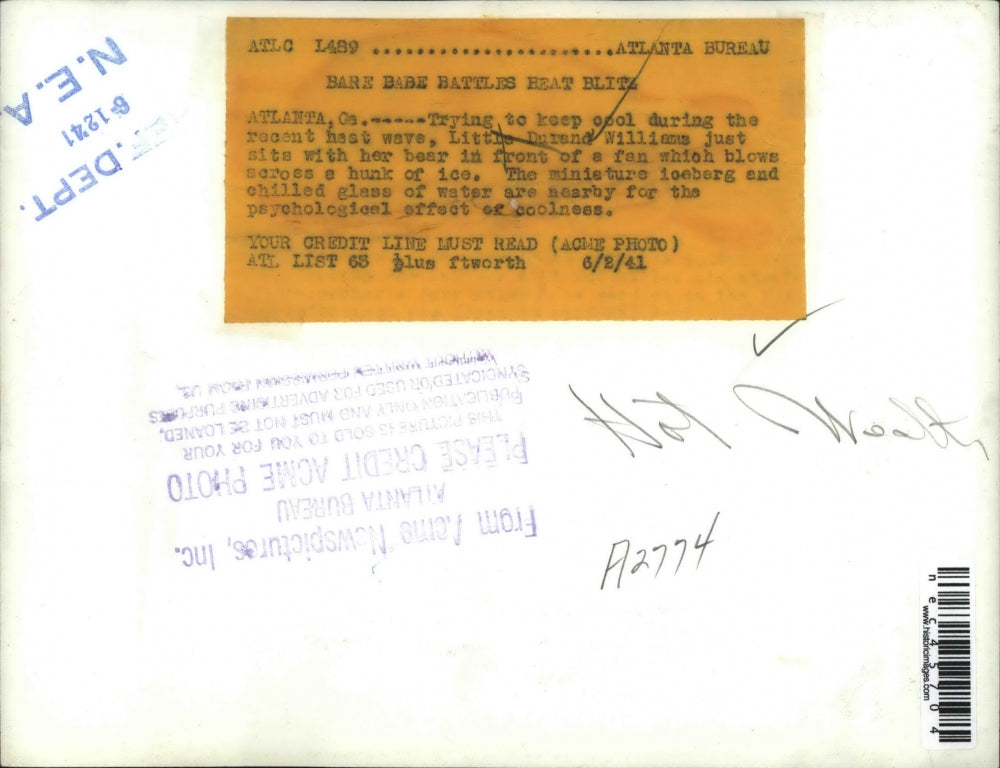 ATLC L489 ........................ATLANTA BUREAU
BARE BABE BATTLES HEAT BLITZ
ATLANTA, Ga.-----Trying to keep cool during the
recent heat wave, Little Durand Williams just
sits with her bear in front of a fan which blows
across a hunk of ice. The miniature iceberg and
chilled glass of water are nearby for the
psychological effect of coolness.
YOUR CREDIT LINE MUST READ (ACME PHOTO)
ATL LIST 63 plus ftworth 6/2/41
N.E.A
6-1241
REF. DEPT.
From Acme Newspictures, Inc.
ATLANTA BUREAU
PLEASE CREDIT ACME PHOTO
THIS PICTURE IS SOLD TO YOU FOR YOUR
PUBLICATION ONLY AND MUST NOT BE LOANED,
SYNDICATED OR USED FOR ADVERTISING PURPOSES
WITHOUT WRITTEN PERMISSION FROM US.
Hot Weath
A2774
nec45704
www.historicimages.com